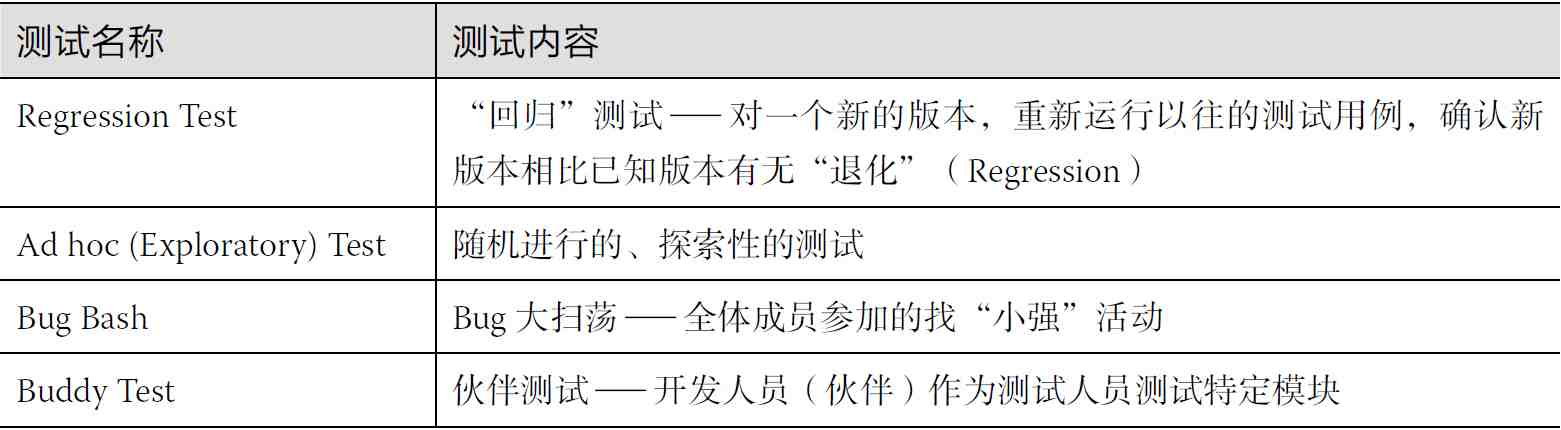 测试名称 测试内容
Regression Test “回归”测试——对一个新的版本，重新运行以往的测试用例，确认新
版本相比已知版本有无“退化”（Regression）
Ad hoc (Exploratory) Test 随机进行的、探索性的测试
Bug Bash Bug 大扫荡——全体成员参加的找“小强”活动
Buddy Test 伙伴测试——开发人员（伙伴）作为测试人员测试特定模块